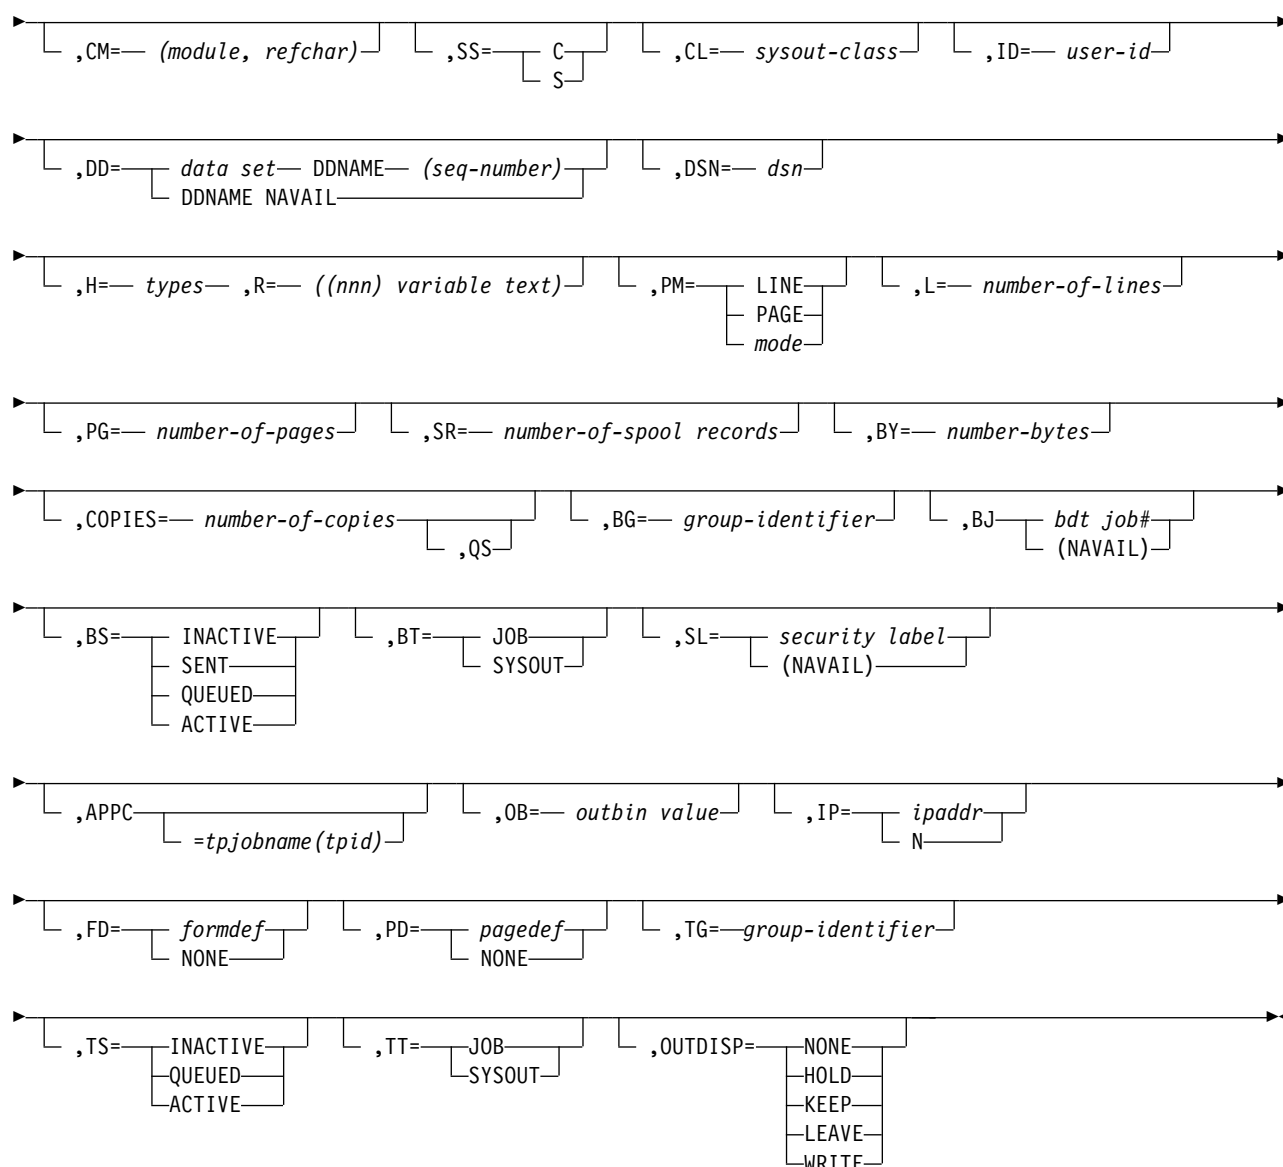 ,CM= (module, refchar) ,SS= C ,CL= sysout-class ,ID= user-id
S
,DD= data set DDNAME (seq-number) ,DSN= dsn
DDNAME NAVAIL
,H= types ,R= ((nnn) variable text) ,PM= LINE ,L= number-of-lines
PAGE
mode
,PG= number-of-pages ,SR= number-of-spool records ,BY= number-bytes
,COPIES= number-of-copies ,BG= group-identifier ,BJ bdt job#
,QS (NAVAIL)
,BS= INACTIVE ,BT= JOB ,SL= security label
SENT SYSOUT (NAVAIL)
QUEUED
ACTIVE
,APPC ,OB= outbin value ,IP= ipaddr
=tpjobname(tpid) N
,FD= formdef ,PD= pagedef ,TG= group-identifier
NONE NONE
,TS= INACTIVE ,TT= JOB ,OUTDISP= NONE
QUEUED SYSOUT HOLD
ACTIVE KEEP
LEAVE
WRITE